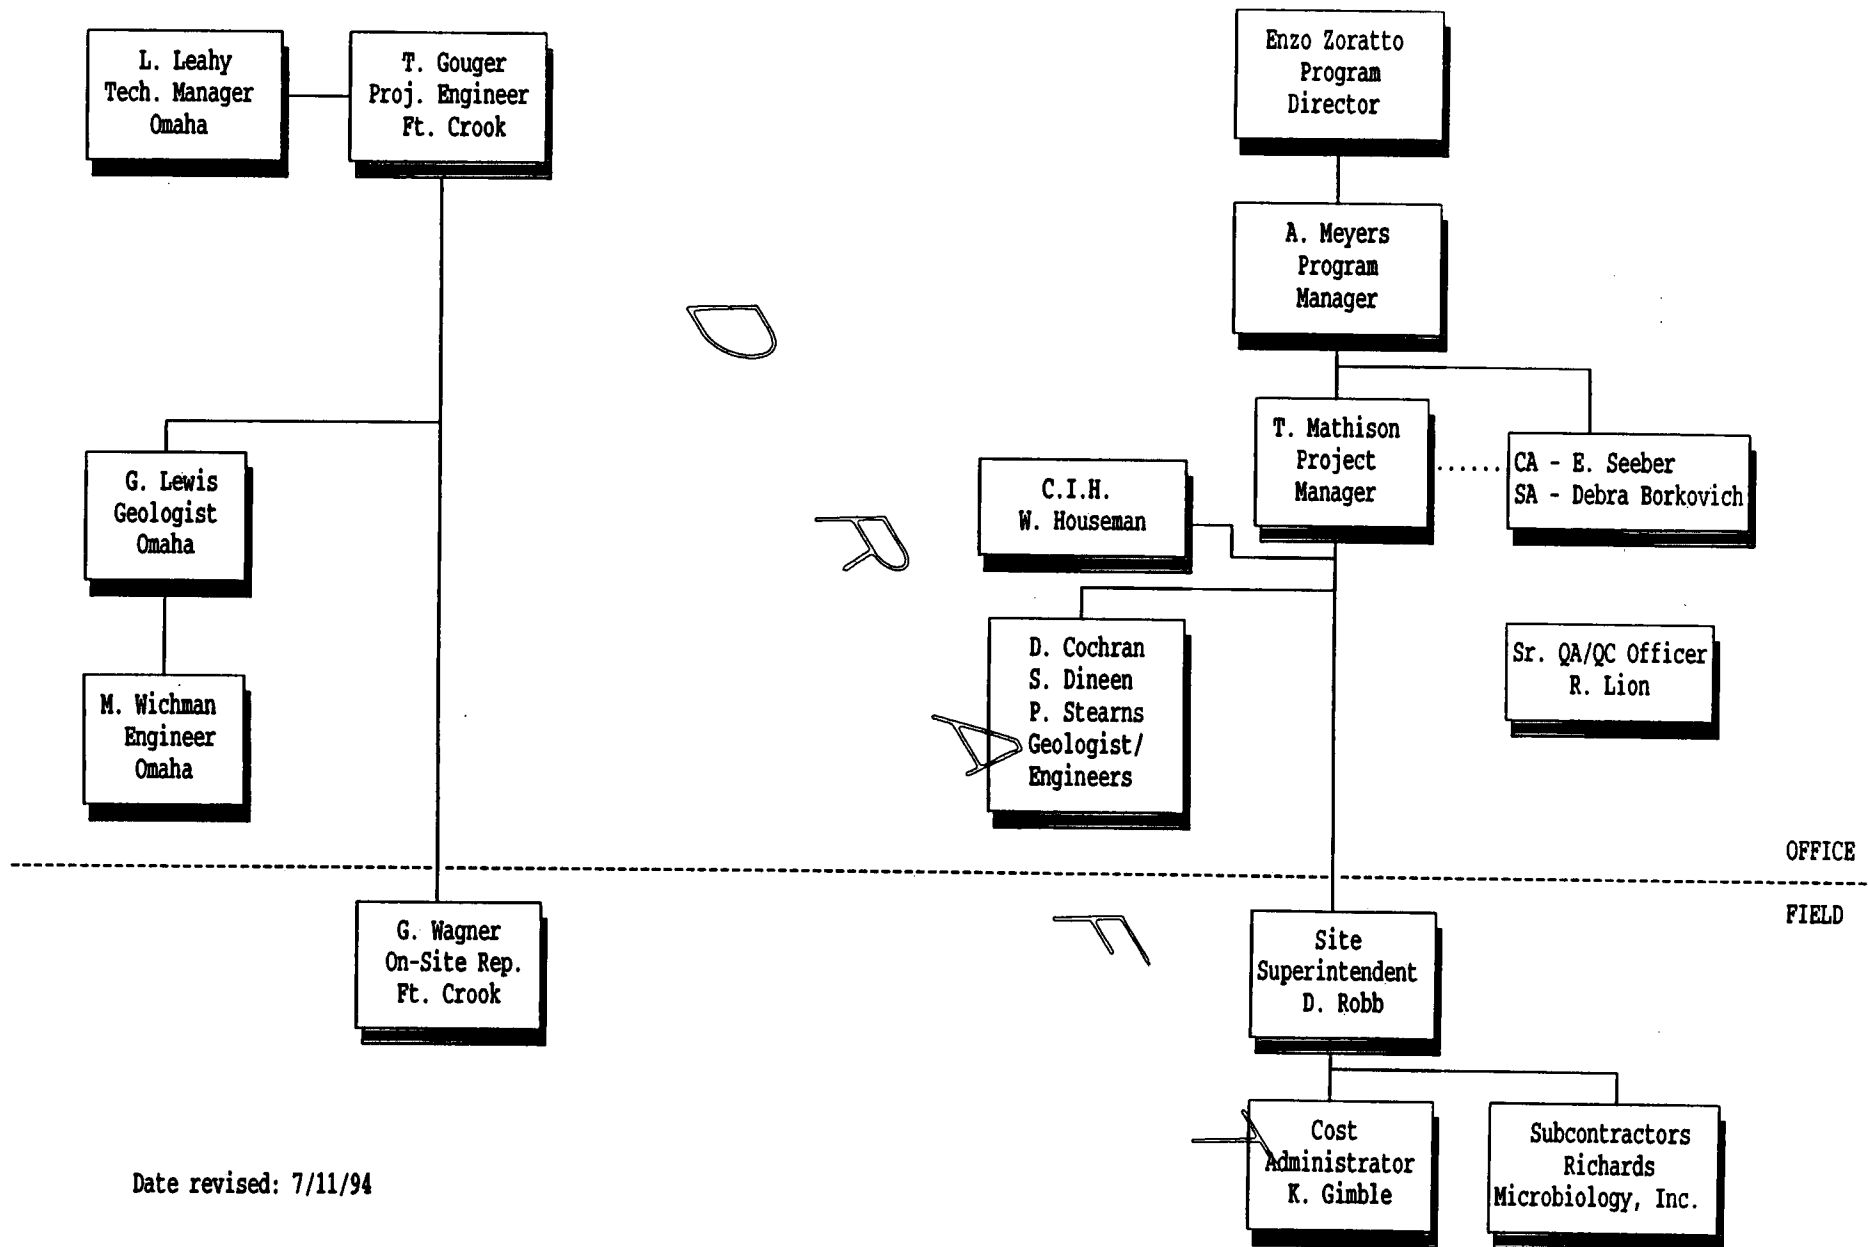 L. Leahy
Tech. Manager
Omaha
T. Gouger
Proj. Engineer
Ft. Crook
Enzo Zoratto
Program
Director
A. Meyers
Program
Manager
T. Mathison
Project
Manager
CA - E. Seeber
SA - Debra Borkovich
G. Lewis
Geologist
Omaha
C.I.H.
W. Houseman
D. Cochran
S. Dineen
P. Stearns
Geologist/
Engineers
Sr. QA/QC Officer
R. Lion
M. Wichman
Engineer
Omaha
OFFICE
FIELD
G. Wagner
On-Site Rep.
Ft. Crook
Site
Superintendent
D. Robb
Cost
Administrator
K. Gimble
Subcontractors
Richards
Microbiology, Inc.
Date revised: 7/11/94
DRAFT